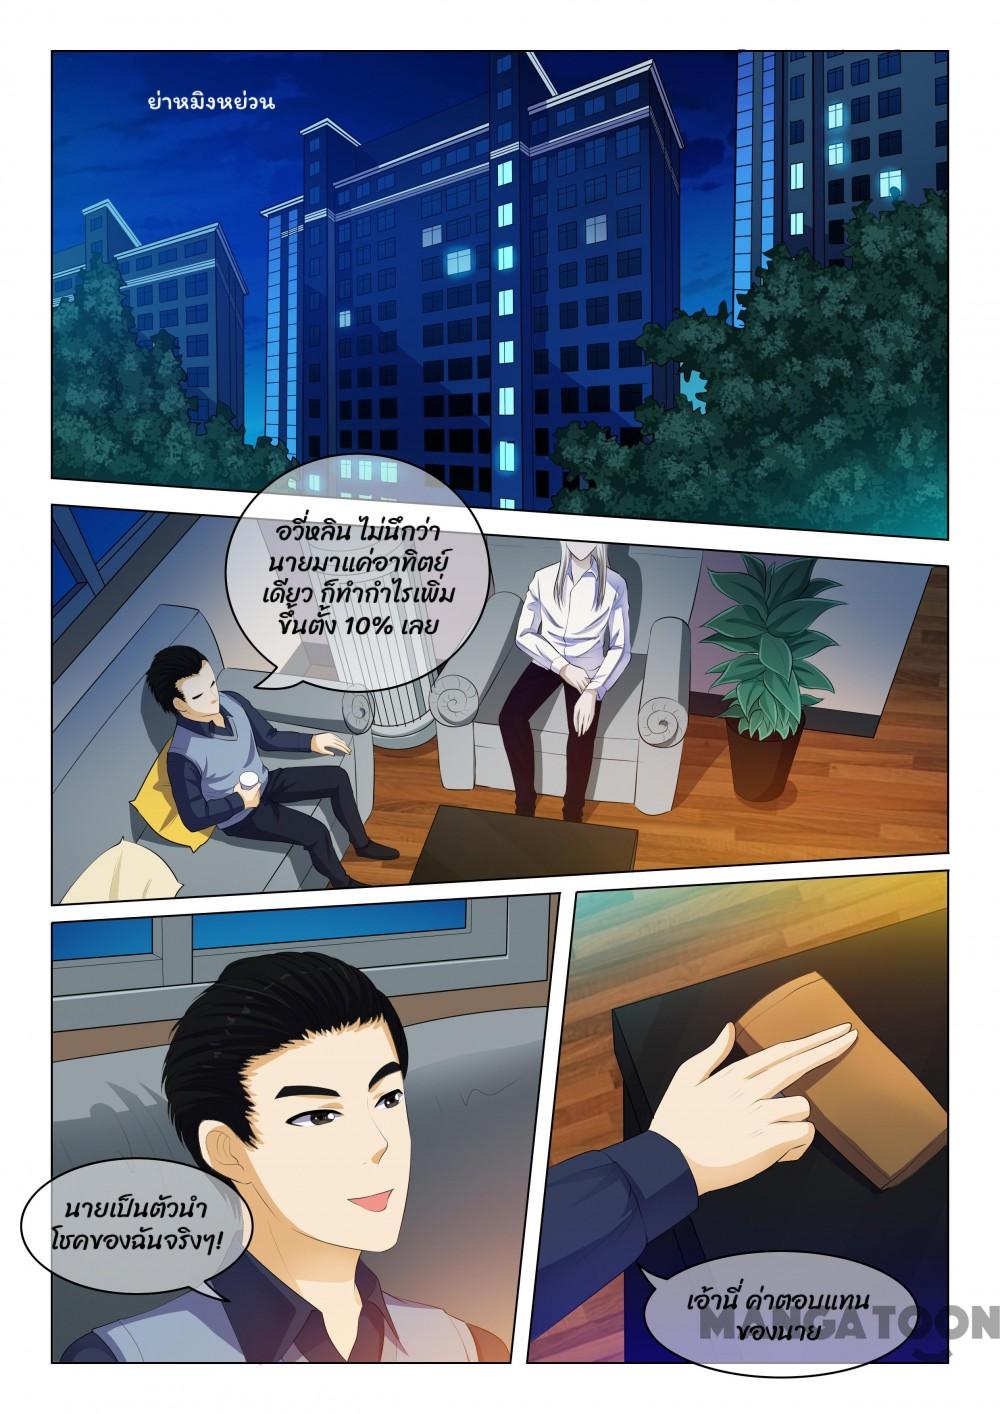 ย่าหมิงหย่วน
อวี่หลิน ไม่นึกว่า
นายมาแค่อาทิตย์
เดียว ก็ทำกำไรเพิ่ม
ขึ้นตั้ง 10% เลย
นายเป็นตัวนำ
โชคของฉันจริงๆ!
เอ้านี่ ค่าตอบแทน
ของนาย
MANGATOON